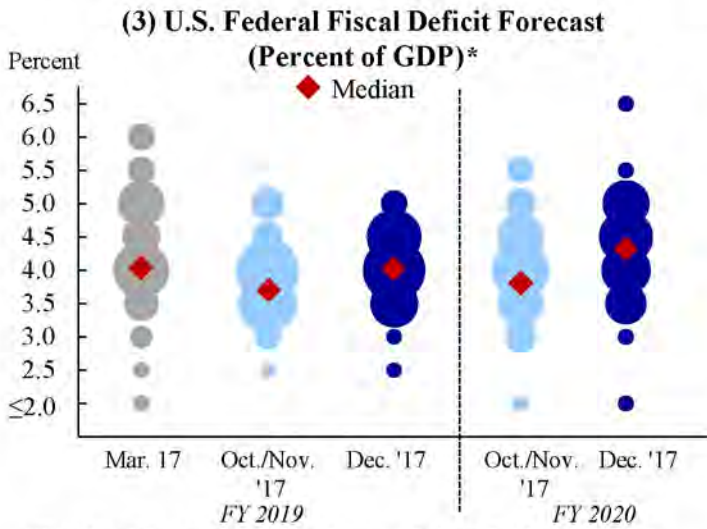 (3) U.S. Federal Fiscal Deficit Forecast
(Percent of GDP)*
Percent
Median
6.5
6.0
5.5
5.0
4.5
4.0
3.5
3.0
2.5
≤2.0
Mar. 17
Oct./Nov.
'17
Dec. '17
Oct./Nov.
'17
Dec. '17
FY 2019
FY 2020